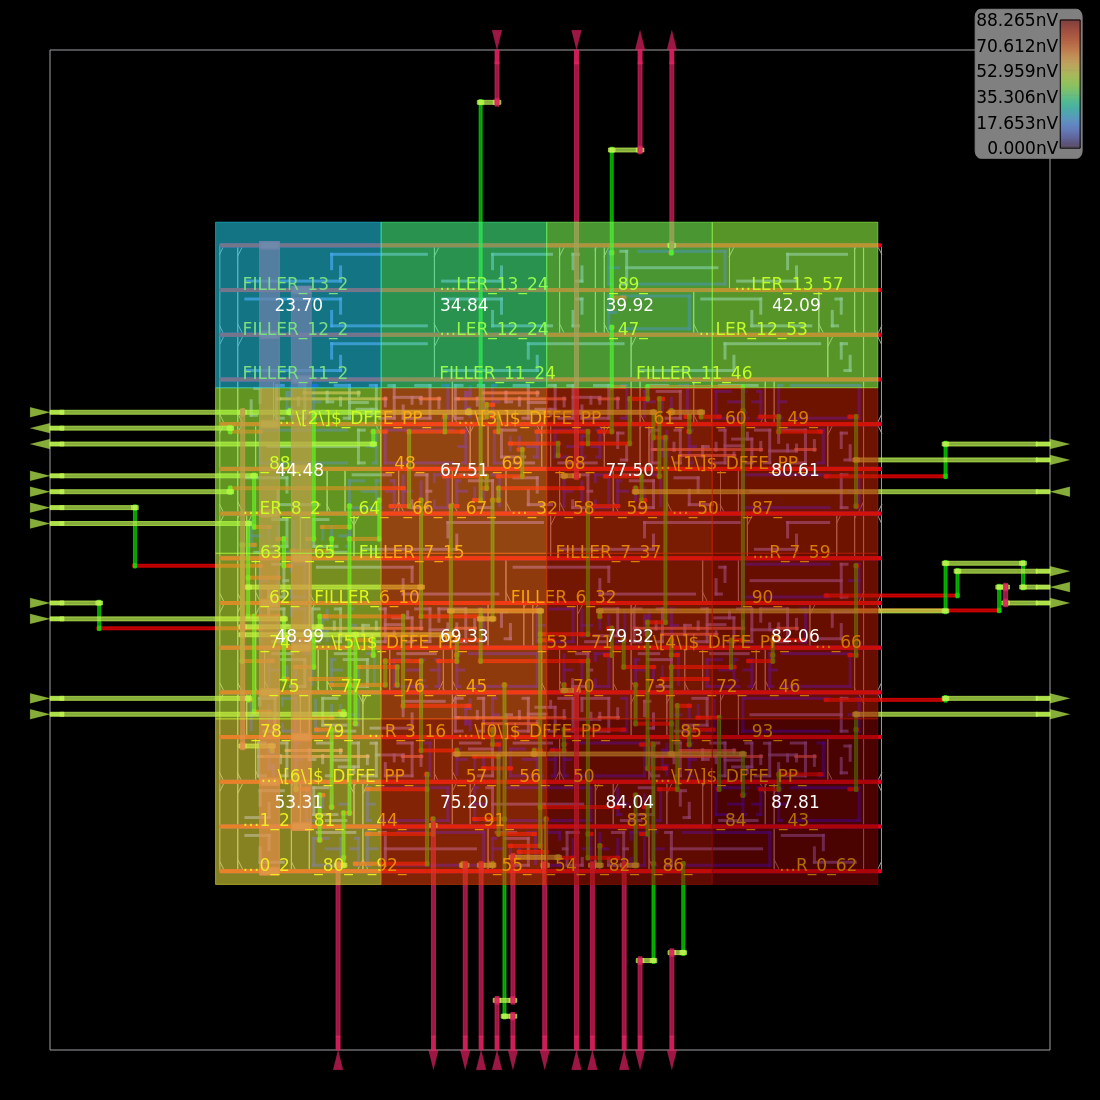 88.265nV
70.612nV
52.959nV
35.306nV
17.653nV
0.000nV
FILLER_13_2 ...LER_13_24 _89_ ...LER_13_57
23.70 34.84 39.92 42.09
FILLER_12_2 ...LER_12_24 _47_ ...LER_12_53
FILLER_11_2 FILLER_11_24 FILLER_11_46
...\[2\]$_DFFE_PP_ ...\[3\]$_DFFE_PP_ _61_ _60_ _49_
_88_ _48_ _69_ _68_ ...\[1\]$_DFFE_PP_
44.48 67.51 77.50 80.61
...ER_8_2 _64_ _66_ _67_ ..._32 _58_ _59_ ..._50 _87_
_63_ _65_ FILLER_7_15 FILLER_7_37 ...R_7_59
_62_ FILLER_6_10 FILLER_6_32 _90_
48.99 69.33 79.32 82.06
_74_ ...\[5\]$_DFFE_PP_ _53_ _71_ ...\[4\]$_DFFE_PP_ ..._66
_75_ _77_ _76_ _45_ _70_ _73_ _72_ _46_
_78_ _79_ ...R_3_16 ...\[0\]$_DFFE_PP_ _85_ _93_
...\[6\]$_DFFE_PP_ _57_ _56_ _50_ ...\[7\]$_DFFE_PP_
53.31 75.20 84.04 87.81
...1_2 _81_ _44_ _91_ _83_ _84_ _43_
...0_2 _80_ _92_ _55_ _54_ _82_ _86_ ...R_0_62